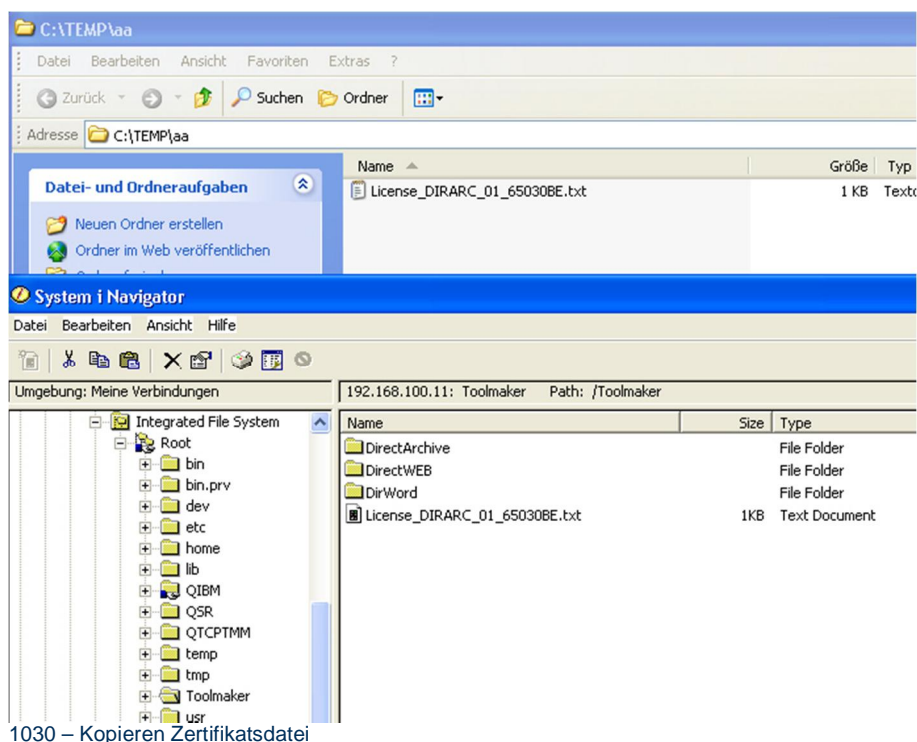 C:\TEMP\aa
Datei Bearbeiten Ansicht Favoriten Extras ?
Zurück Suchen Ordner
Adresse C:\TEMP\aa
Name Größe Typ
Datei- und Ordneraufgaben
License_DIRARC_01_65030BE.txt 1 KB
Neuen Ordner erstellen
Ordner im Web veröffentlichen
System i Navigator
Datei Bearbeiten Ansicht Hilfe
Umgebung: Meine Verbindungen
192.168.100.11: Toolmaker Path: /Toolmaker
Integrated File System
Root
bin
bin.prv
dev
etc
home
lib
QIBM
QSR
QTCPTMM
temp
tmp
Toolmaker
usr
Name Size Type
DirectArchive File Folder
DirectWEB File Folder
DirWord File Folder
License_DIRARC_01_65030BE.txt 1KB Text Document
1030 – Kopieren Zertifikatsdatei